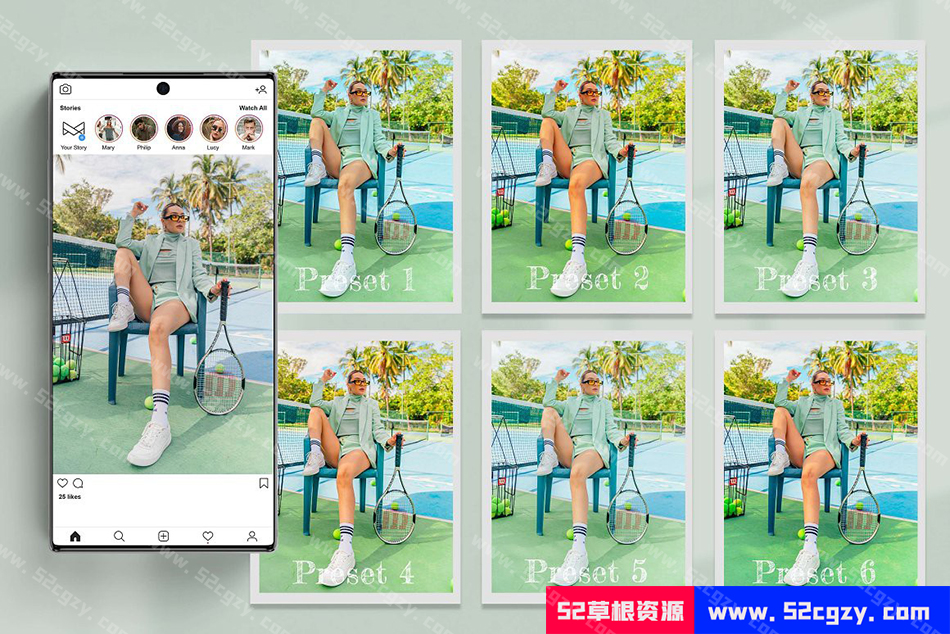 Stories
Watch All
Your Story
Mary
Philip
Anna
Lucy
Mark
25 likes
Preset 1
Preset 2
Preset 3
Preset 4
Preset 5
Preset 6
52草根资源
www.52cgzy.com